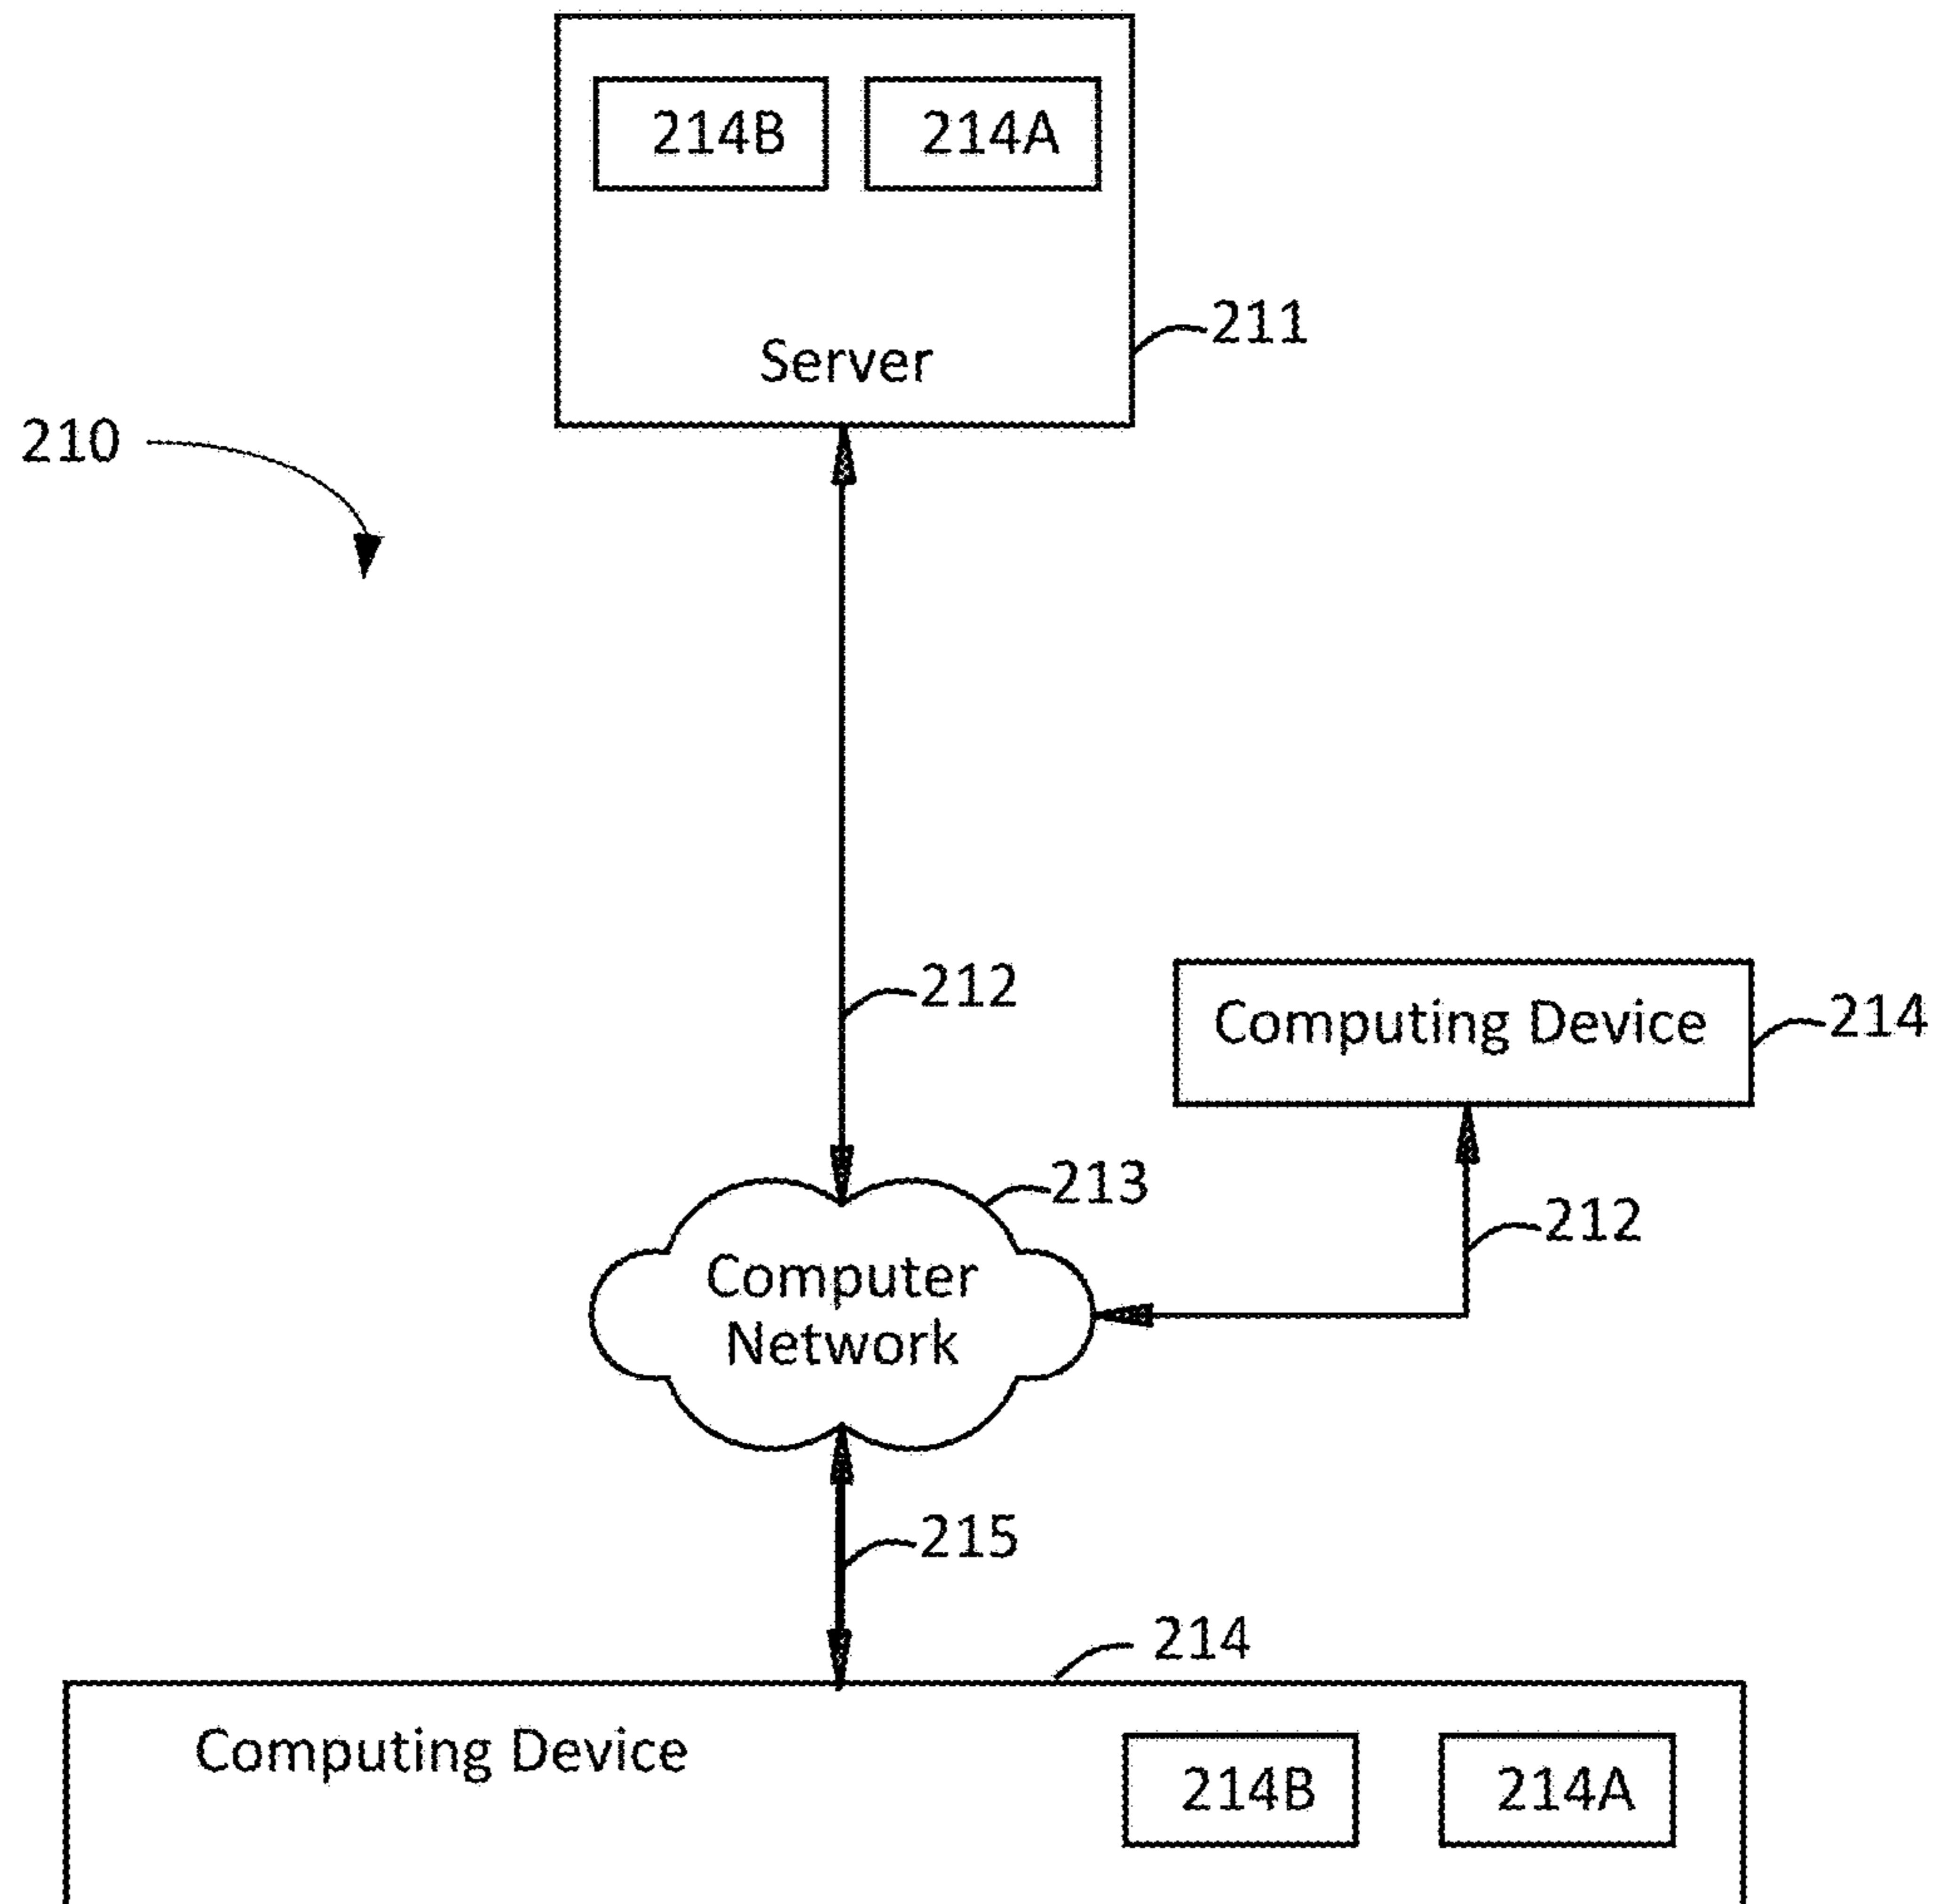 214B 214A
211
Server
210
212
Computing Device 214
213
212
Computer
Network
215
214
Computing Device
214B 214A